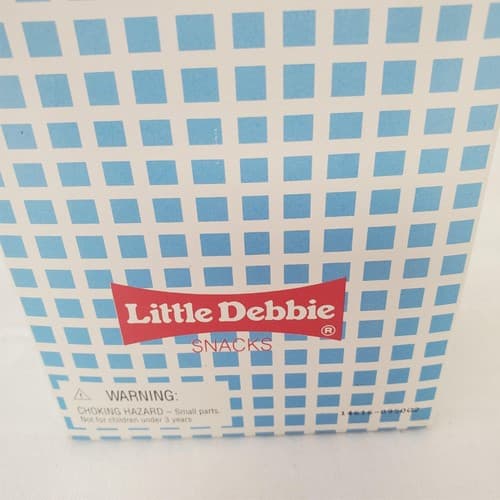 Little Debbie ®
SNACKS
⚠ WARNING:
CHOKING HAZARD – Small parts.
Not for children under 3 years